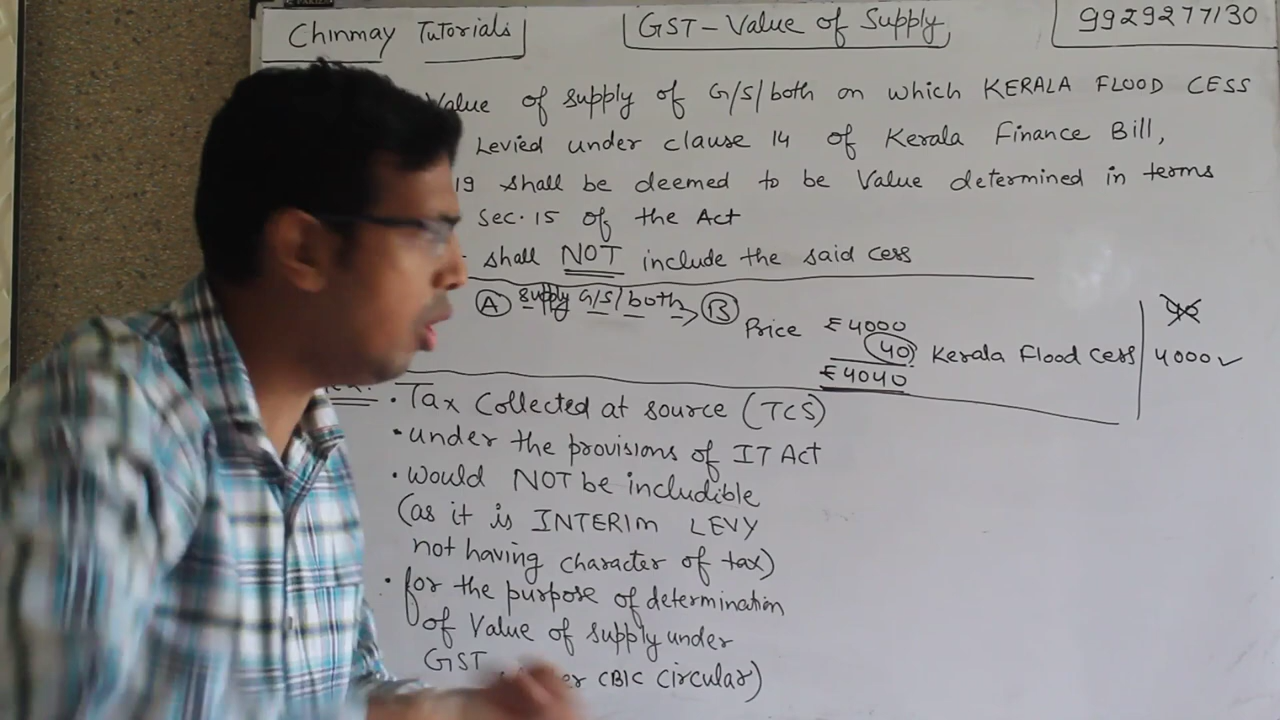 Chinmay Tutorials
GST-Value of Supply
9929277130
Value of supply of G/S/both on which KERALA FLOOD CESS
Levied under clause 14 of Kerala Finance Bill,
19 shall be deemed to be Value determined in terms
Sec.15 of the Act
shall NOT include the said cess
A supply G/S/both → B
Price ₹4000
40 Kerala Flood cess
₹4040
4000 ✓
• Tax Collected at source (TCS)
• under the provisions of IT Act
• would NOT be includible
(as it is INTERIM LEVY
not having character of tax)
• for the purpose of determination
of Value of supply under
GST
CBIC circular)